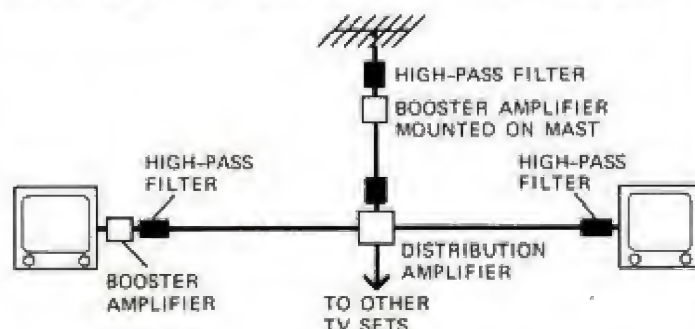 HIGH-PASS FILTER
BOOSTER AMPLIFIER
MOUNTED ON MAST
HIGH-PASS
FILTER
HIGH-PASS
FILTER
BOOSTER
AMPLIFIER
DISTRIBUTION
AMPLIFIER
TO OTHER
TV SETS